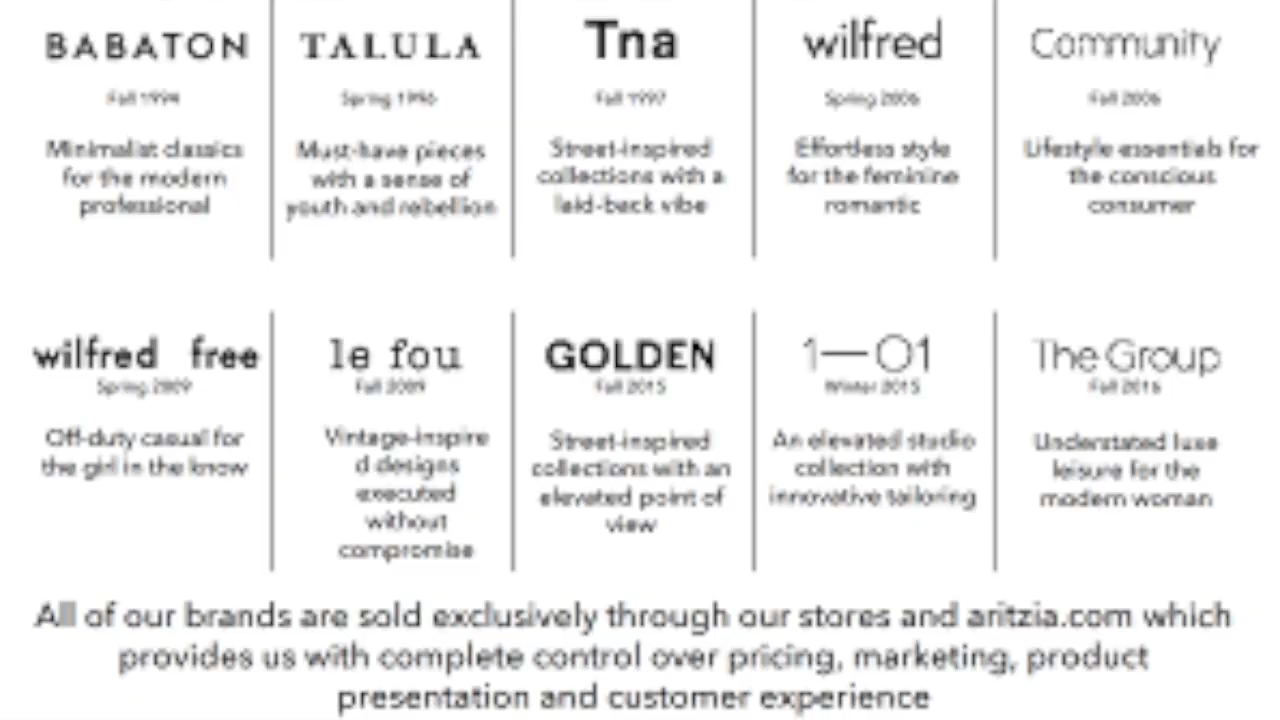 BABATON
Fall 1994
Minimalist classics
for the modern
professional
TALULA
Spring 1996
Must-have pieces
with a sense of
youth and rebellion
Tna
Fall 1997
Street-inspired
collections with a
laid-back vibe
wilfred
Spring 2006
Effortless style
for the feminine
romantic
Community
Fall 2006
Lifestyle essentials for
the conscious
consumer
wilfred free
Spring 2009
Off-duty casual for
the girl in the know
le fou
Fall 2009
Vintage-inspire
d designs
executed
without
compromise
GOLDEN
Fall 2015
Street-inspired
collections with an
elevated point of
view
1—O1
Winter 2015
An elevated studio
collection with
innovative tailoring
The Group
Fall 2016
Understated luxe
leisure for the
modern woman
All of our brands are sold exclusively through our stores and aritzia.com which
provides us with complete control over pricing, marketing, product
presentation and customer experience